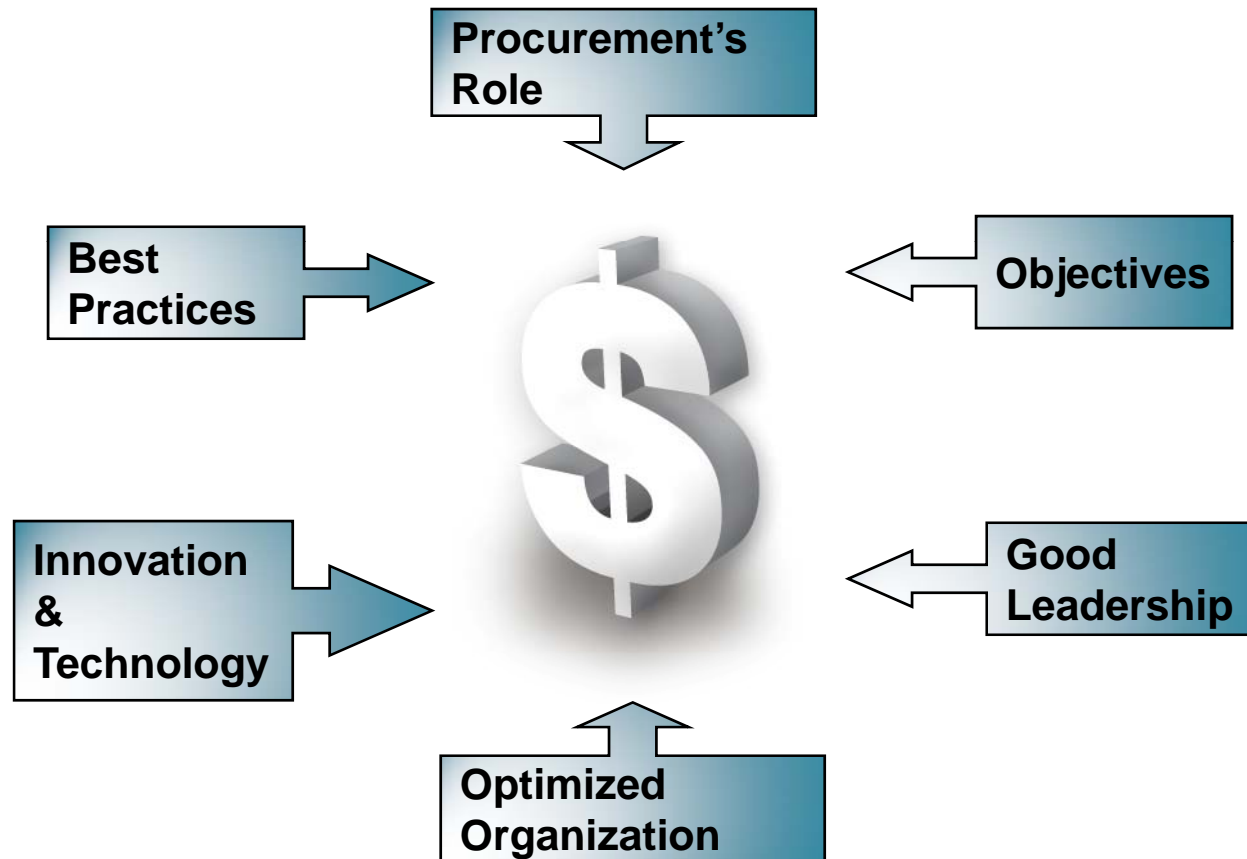 Procurement’s
Role
Best
Practices
Objectives
Innovation
&
Technology
Good
Leadership
Optimized
Organization